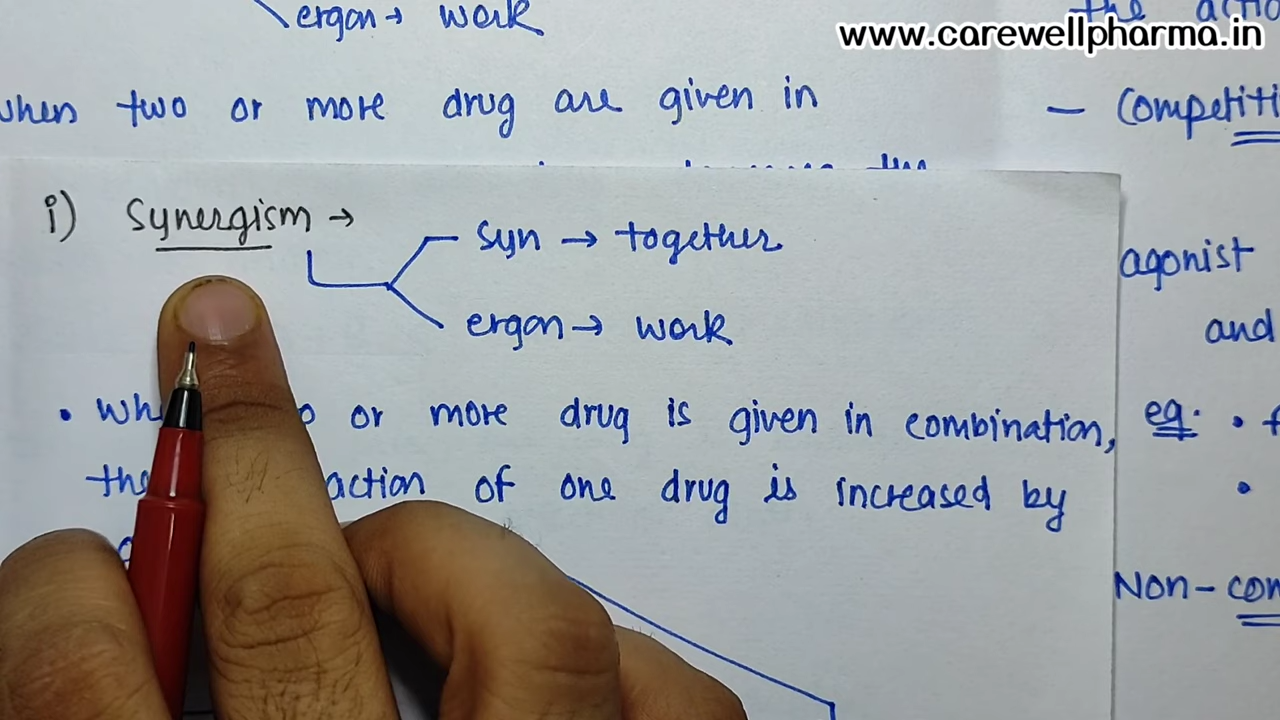 ergon → work
www.carewellpharma.in
the
when two or more drug are given in
– Competiti
i) Synergism →
syn → together
ergon → work
agonist
and
• two or more drug is given in combination,
action of one drug is increased by
eg. •
•
Non-con